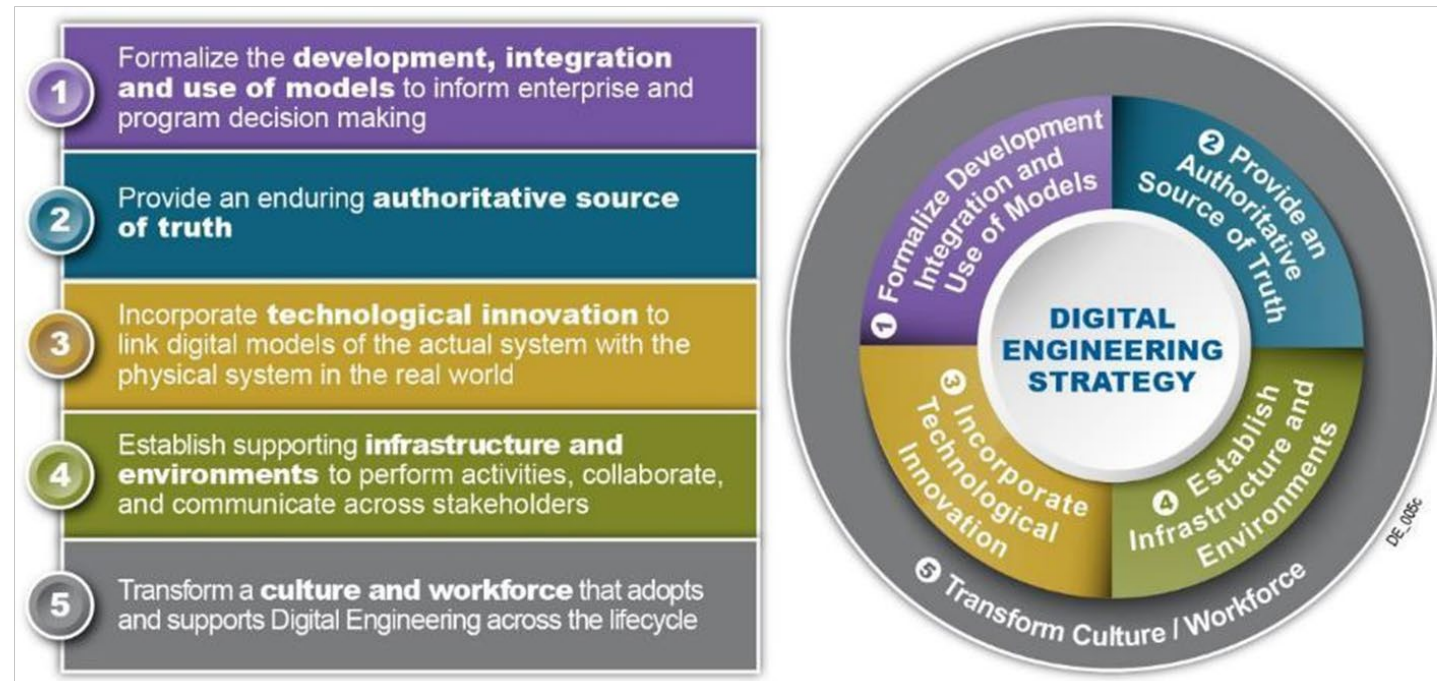 1
Formalize the development, integration
and use of models to inform enterprise and
program decision making
2
Provide an enduring authoritative source
of truth
3
Incorporate technological innovation to
link digital models of the actual system with the
physical system in the real world
4
Establish supporting infrastructure and
environments to perform activities, collaborate,
and communicate across stakeholders
5
Transform a culture and workforce that adopts
and supports Digital Engineering across the lifecycle
1 Formalize Development
Integration and
Use of Models
2 Provide an
Authoritative
Source of Truth
DIGITAL
ENGINEERING
STRATEGY
3 Incorporate
Technological
Innovation
4 Establish
Infrastructure and
Environments
5 Transform Culture / Workforce
DE_005c